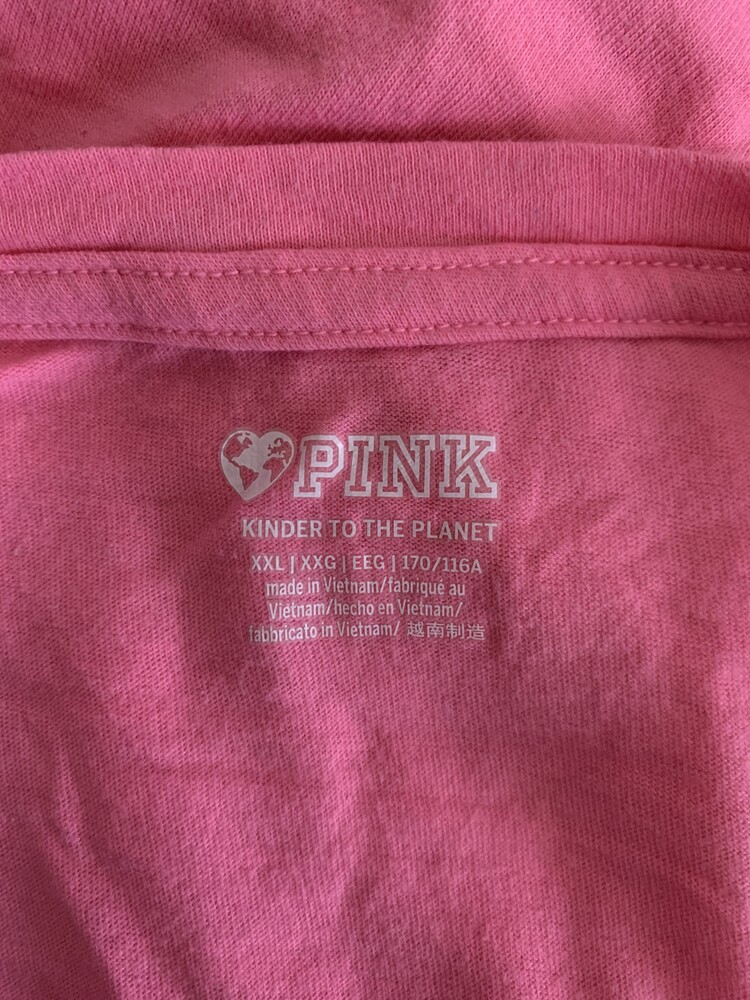 PINK
KINDER TO THE PLANET
XXL | XXG | EEG | 170/116A
made in Vietnam/fabriqué au
Viétnam/hecho en Vietnam/
fabbricato in Vietnam/ 越南制造